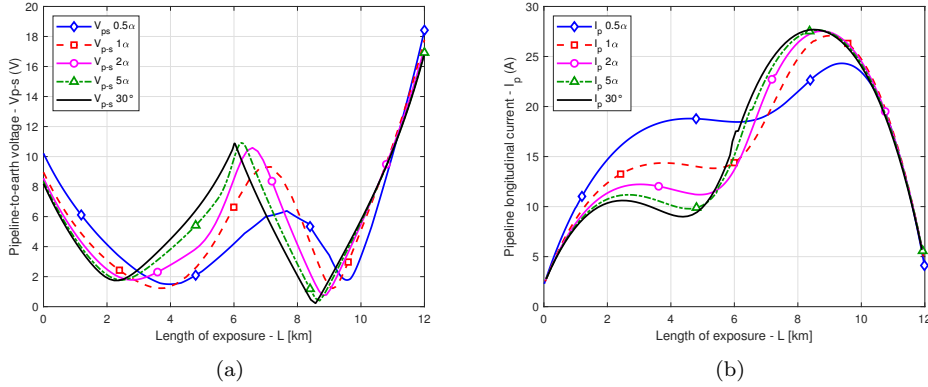 20
18
16
14
12
10
8
6
4
2
0
Pipeline-to-earth voltage - Vp-s (V)
Vps 0.5α
Vp-s 1α
Vp-s 2α
Vp-s 5α
Vp-s 30°
0 2 4 6 8 10 12
Length of exposure - L [km]
(a)
35
30
25
20
15
10
5
0
Pipeline longitudinal current - Ip (A)
Ip 0.5α
Ip 1α
Ip 2α
Ip 5α
Ip 30°
0 2 4 6 8 10 12
Length of exposure - L [km]
(b)